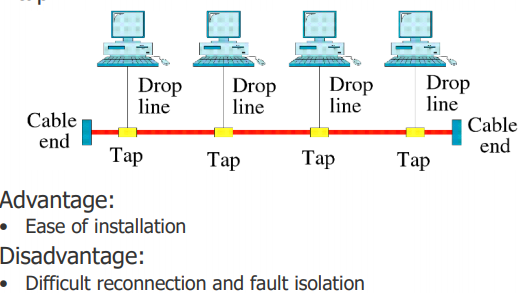 Drop line
Drop line
Drop line
Drop line
Cable end
Cable end
Tap
Tap
Tap
Tap
Advantage:
• Ease of installation
Disadvantage:
• Difficult reconnection and fault isolation